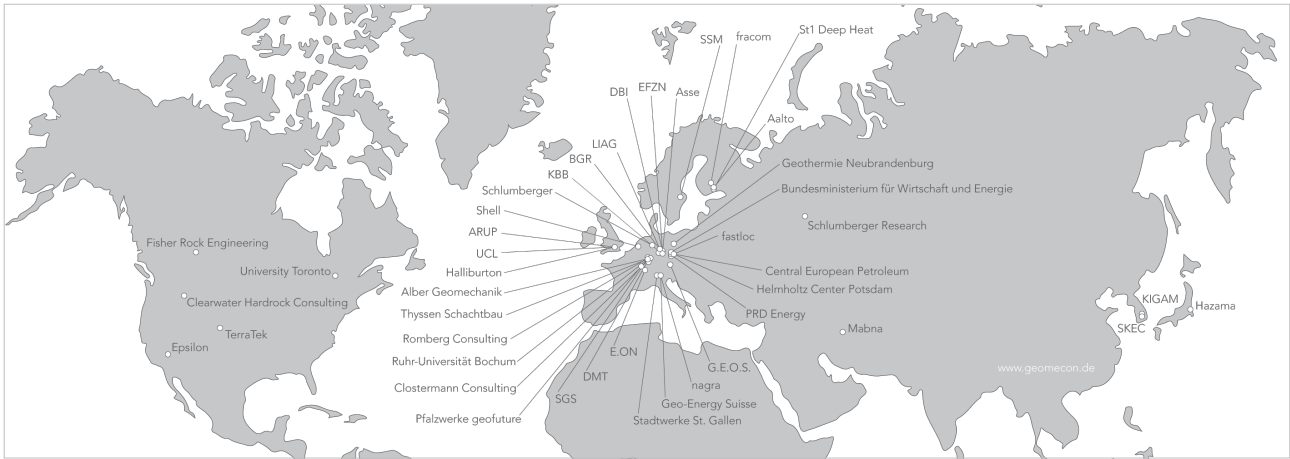 St1 Deep Heat
SSM
fracom
DBI
EFZN
Asse
Aalto
LIAG
BGR
KBB
Geothermie Neubrandenburg
Schlumberger
Bundesministerium für Wirtschaft und Energie
Shell
Schlumberger Research
ARUP
fastloc
Fisher Rock Engineering
UCL
University Toronto
Halliburton
Central European Petroleum
Alber Geomechanik
Helmholtz Center Potsdam
Clearwater Hardrock Consulting
KIGAM
Hazama
Thyssen Schachtbau
PRD Energy
SKEC
TerraTek
Mabna
Romberg Consulting
Epsilon
E.ON
Ruhr-Universität Bochum
G.E.O.S.
www.geomecon.de
DMT
nagra
Clostermann Consulting
SGS
Geo-Energy Suisse
Pfalzwerke geofuture
Stadtwerke St. Gallen